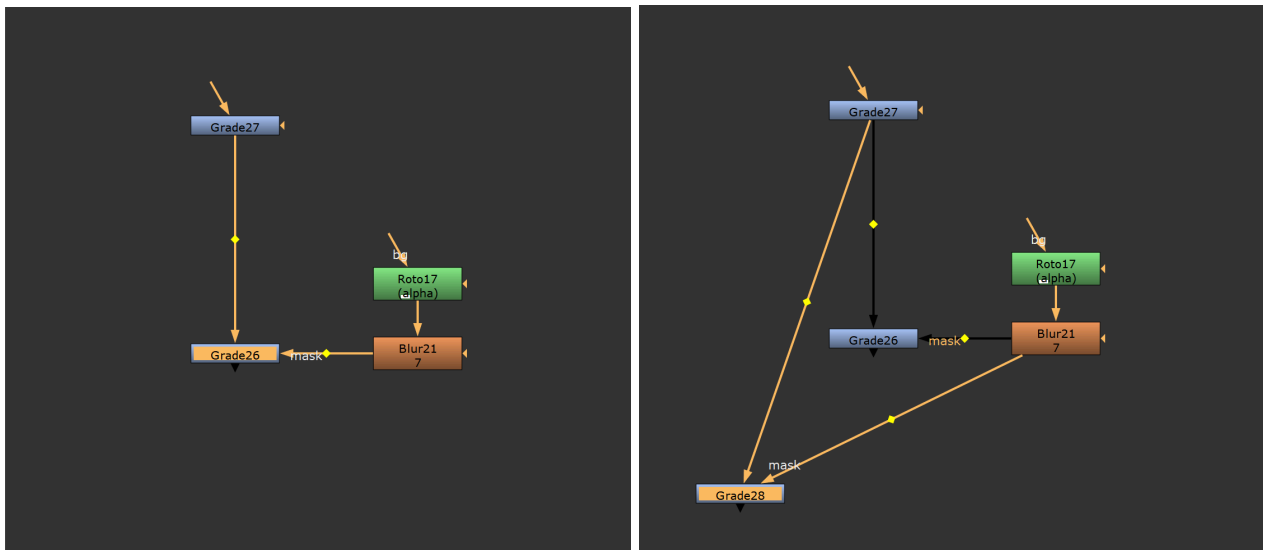 Grade27
bg
Roto17
(alpha)
Grade26
mask
Blur21
7
Grade27
bg
Roto17
(alpha)
Grade26
mask
Blur21
7
mask
Grade28